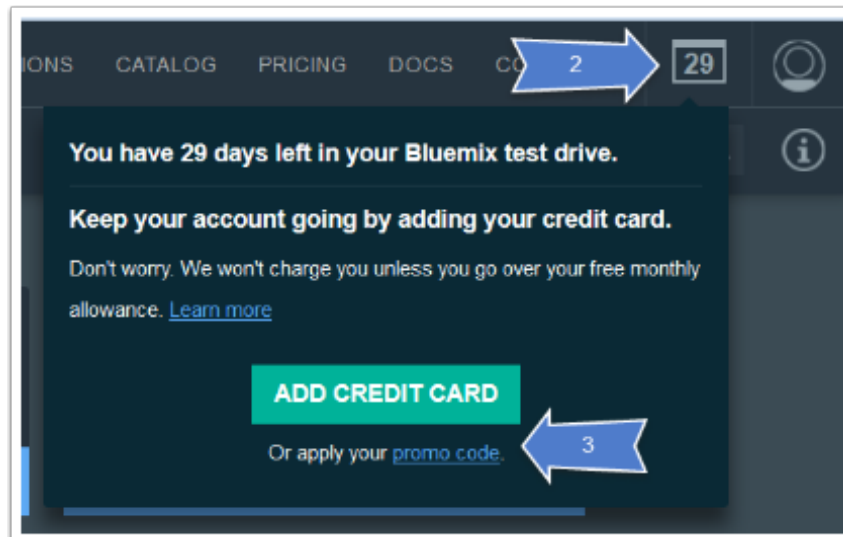 IONS CATALOG PRICING DOCS CO 2 29
You have 29 days left in your Bluemix test drive.
Keep your account going by adding your credit card.
Don't worry. We won't charge you unless you go over your free monthly
allowance. Learn more
ADD CREDIT CARD
Or apply your promo code. 3